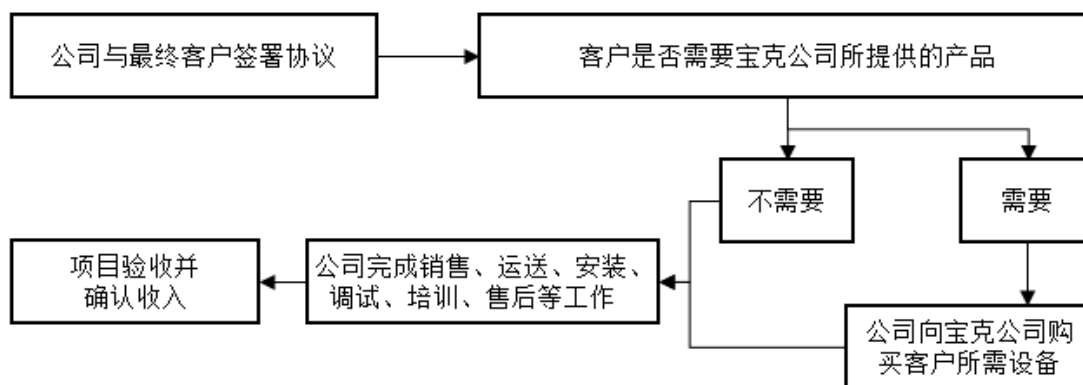 公司与最终客户签署协议
客户是否需要宝克公司所提供的产品
不需要
需要
项目验收并
确认收入
公司完成销售、运送、安装、
调试、培训、售后等工作
公司向宝克公司购
买客户所需设备